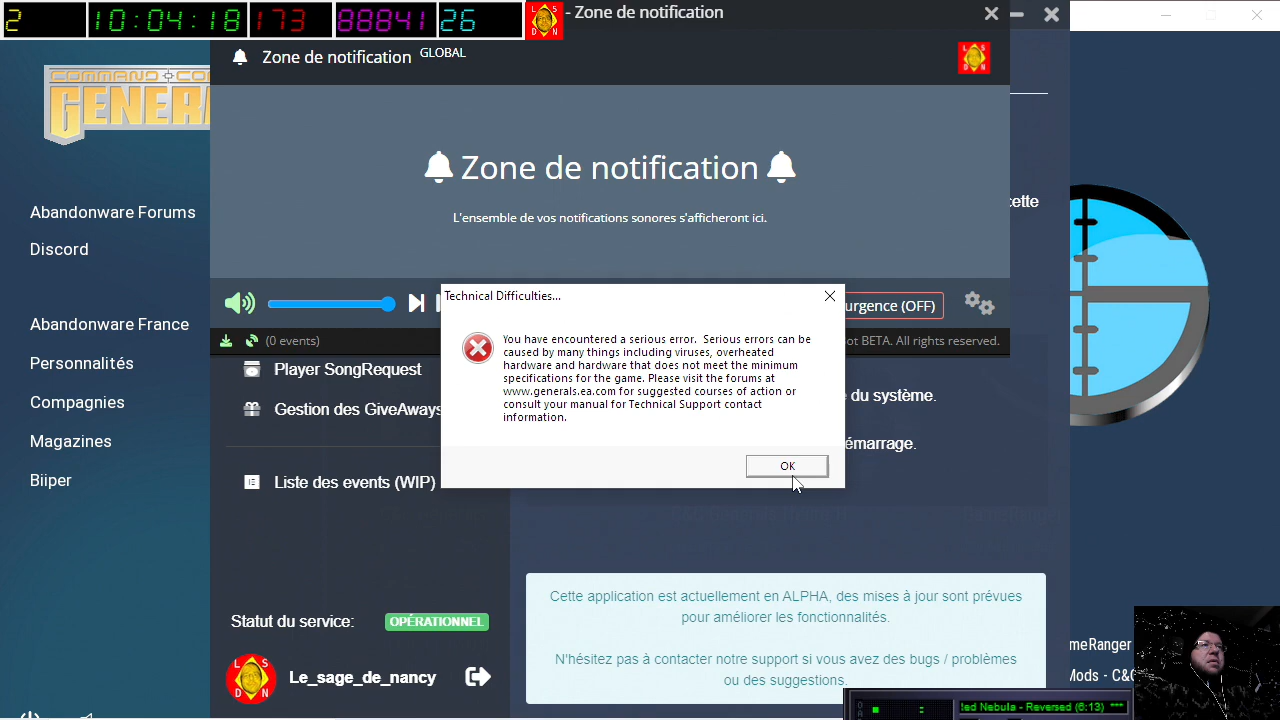 2
10:04:18
173
88841
26
L S D N
- Zone de notification
Zone de notification GLOBAL
L S D N
COMMAND
GENER
Zone de notification
L'ensemble de vos notifications sonores s'afficheront ici.
cette
Abandonware Forums
Discord
Abandonware France
Personnalités
Compagnies
Magazines
Biiper
urgence (OFF)
(0 events)
ot BETA. All rights reserved.
Technical Difficulties...
You have encountered a serious error. Serious errors can be
caused by many things including viruses, overheated
hardware and hardware that does not meet the minimum
specifications for the game. Please visit the forums at
www.generals.ea.com for suggested courses of action or
consult your manual for Technical Support contact
information.
OK
Player SongRequest
Gestion des GiveAways
Liste des events (WIP)
du système.
émarrage.
Cette application est actuellement en ALPHA, des mises à jour sont prévues
pour améliorer les fonctionnalités.
N'hésitez pas à contacter notre support si vous avez des bugs / problèmes
ou des suggestions.
Statut du service: OPÉRATIONNEL
L S D N
Le_sage_de_nancy
meRanger
Mods - C&C
ted Nebula - Reversed (6:13) ***